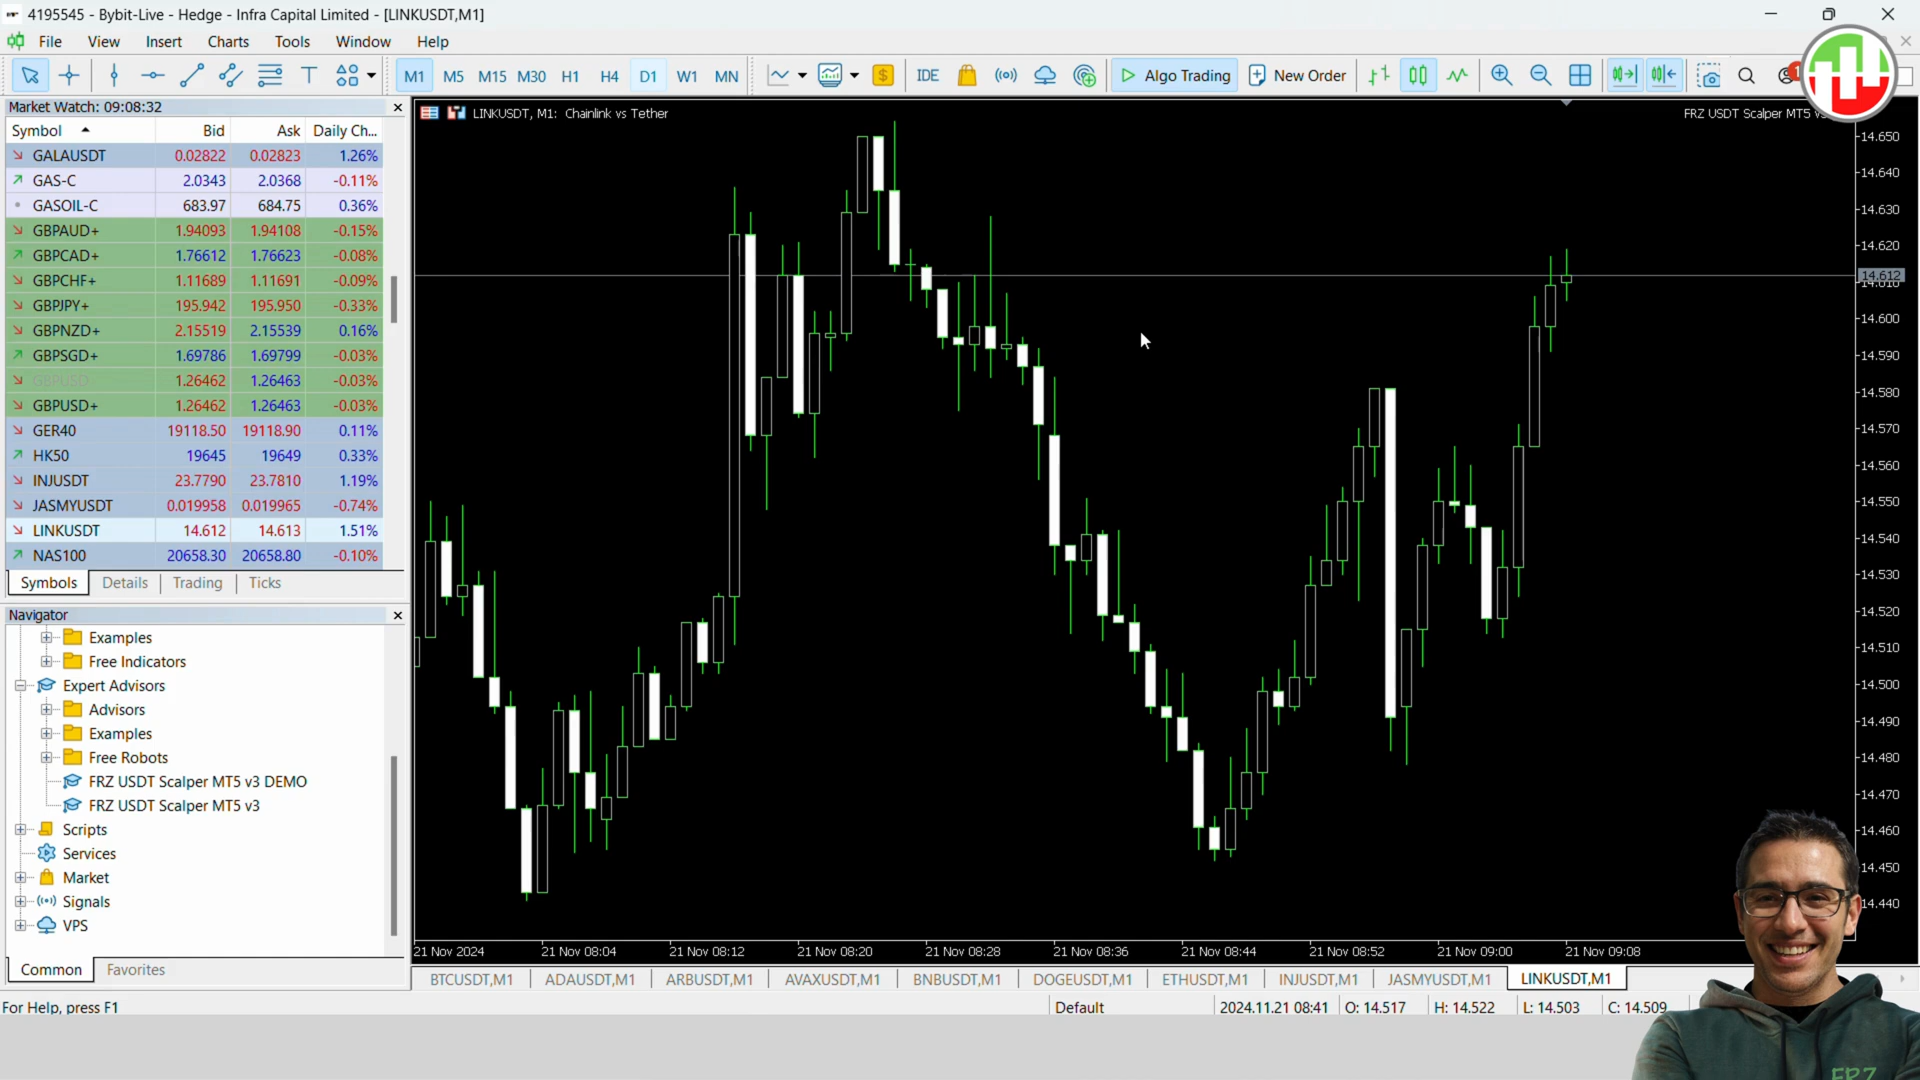 4195545 - Bybit-Live - Hedge - Infra Capital Limited - [LINKUSDT,M1]
File View Insert Charts Tools Window Help
M1 M5 M15 M30 H1 H4 D1 W1 MN IDE Algo Trading New Order
Market Watch: 09:08:32
Symbol Bid Ask Daily Ch...
GALAUSDT 0.02822 0.02823 1.26%
GAS-C 2.0343 2.0368 -0.11%
GASOIL-C 683.97 684.75 0.36%
GBPAUD+ 1.94093 1.94108 -0.15%
GBPCAD+ 1.76612 1.76623 -0.08%
GBPCHF+ 1.11689 1.11691 -0.09%
GBPJPY+ 195.942 195.950 -0.33%
GBPNZD+ 2.15519 2.15539 0.16%
GBPSGD+ 1.69786 1.69799 -0.03%
GBPUSD 1.26462 1.26463 -0.03%
GBPUSD+ 1.26462 1.26463 -0.03%
GER40 19118.50 19118.90 0.11%
HK50 19645 19649 0.33%
INJUSDT 23.7790 23.7810 1.19%
JASMYUSDT 0.019958 0.019965 -0.74%
LINKUSDT 14.612 14.613 1.51%
NAS100 20658.30 20658.80 -0.10%
Symbols Details Trading Ticks
Navigator
Examples
Free Indicators
Expert Advisors
Advisors
Examples
Free Robots
FRZ USDT Scalper MT5 v3 DEMO
FRZ USDT Scalper MT5 v3
Scripts
Services
Market
Signals
VPS
Common Favorites
LINKUSDT, M1: Chainlink vs Tether
FRZ USDT Scalper MT5
14.650
14.640
14.630
14.620
14.612
14.610
14.600
14.590
14.580
14.570
14.560
14.550
14.540
14.530
14.520
14.510
14.500
14.490
14.480
14.470
14.460
14.450
14.440
21 Nov 2024 21 Nov 08:04 21 Nov 08:12 21 Nov 08:20 21 Nov 08:28 21 Nov 08:36 21 Nov 08:44 21 Nov 08:52 21 Nov 09:00 21 Nov 09:08
BTCUSDT,M1 ADAUSDT,M1 ARBUSDT,M1 AVAXUSDT,M1 BNBUSDT,M1 DOGEUSDT,M1 ETHUSDT,M1 INJUSDT,M1 JASMYUSDT,M1 LINKUSDT,M1
For Help, press F1 Default 2024.11.21 08:41 O: 14.517 H: 14.522 L: 14.503 C: 14.509
FRZ